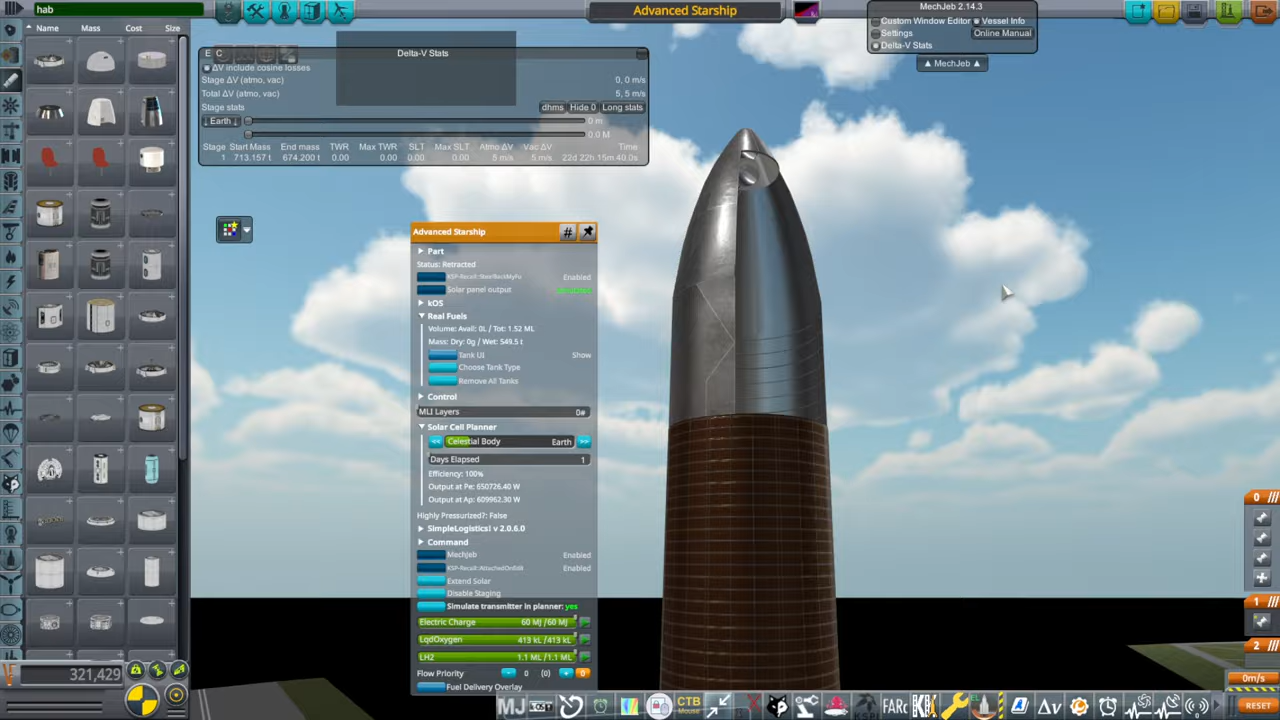 hab
Name Mass Cost Size
Advanced Starship
MechJeb 2.14.3
Custom Window Editor Vessel Info
Settings Online Manual
Delta-V Stats
▲ MechJeb ▲
E C
Delta-V Stats
ΔV include cosine losses
Stage ΔV (atmo, vac) 0, 0 m/s
Total ΔV (atmo, vac) 5, 5 m/s
Stage stats dhms Hide 0 Long stats
↓ Earth ↓ 0 m
0.0 M
Stage Start Mass End mass TWR Max TWR SLT Max SLT Atmo ΔV Vac ΔV Time
1 713.157 t 674.200 t 0.00 0.00 0.00 0.00 5 m/s 5 m/s 22d 22h 15m 40.0s
Advanced Starship #
Part
Status: Retracted
Enabled
Solar panel output
kOS
Real Fuels
Volume: Avail: 0L / Tot: 1.52 ML
Mass: Dry: 0g / Wet: 549.5 t
Tank UI Show
Choose Tank Type
Remove All Tanks
Control
MLI Layers 0#
Solar Cell Planner
<< Celestial Body Earth >>
Days Elapsed 1
Efficiency: 100%
Output at Pe: 650726.40 W
Output at Ap: 609962.30 W
Highly Pressurized?: False
SimpleLogistics! v 2.0.6.0
Command
MechJeb Enabled
KSP-Recall::AttachedOnEdit Enabled
Extend Solar
Disable Staging
Simulate transmitter in planner: yes
Electric Charge 60 MJ / 60 MJ
LqdOxygen 413 kL / 413 kL
LH2 1.1 ML / 1.1 ML
Flow Priority - 0 (0) + 0
Fuel Delivery Overlay
0
1
2
0m/s
321,429
MJ CTB Mouse FARc Δv RESET